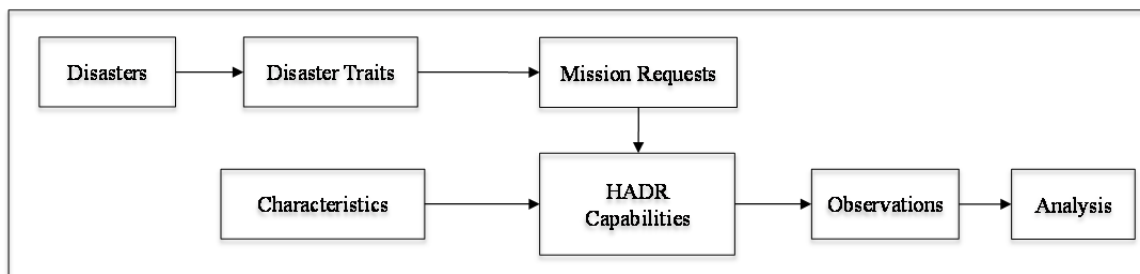 Disasters
Disaster Traits
Mission Requests
Characteristics
HADR
Capabilities
Observations
Analysis